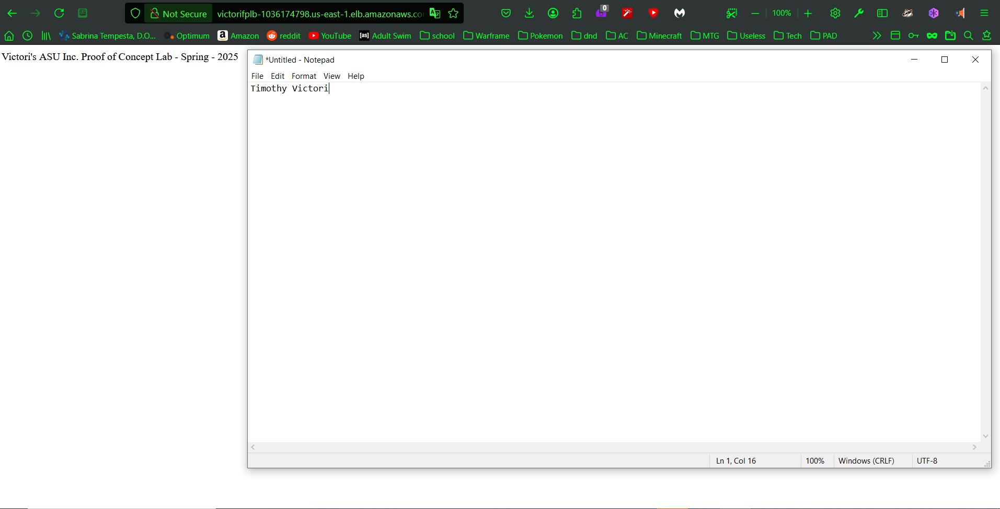 Not Secure victorifplb-1036174798.us-east-1.elb.amazonaws.co 0 100%
Sabrina Tempesta, D.O... Optimum Amazon reddit YouTube [as] Adult Swim school Warframe Pokemon dnd AC Minecraft MTG Useless Tech PAD
Victori's ASU Inc. Proof of Concept Lab - Spring - 2025
*Untitled - Notepad
File Edit Format View Help
Timothy Victori
Ln 1, Col 16 100% Windows (CRLF) UTF-8